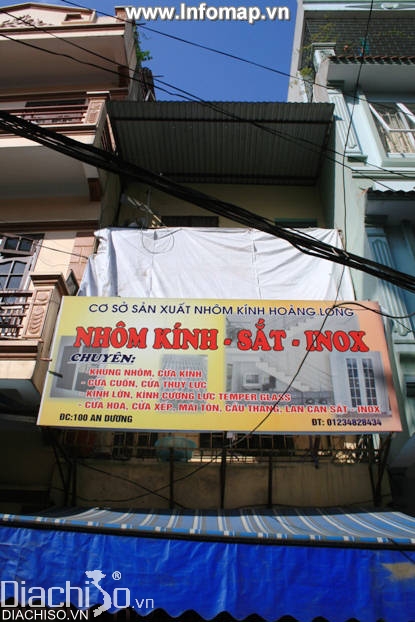 www.Infomap.vn
CƠ SỞ SẢN XUẤT NHÔM KÍNH HOÀNG LONG
NHÔM KÍNH - SẮT - INOX
CHUYÊN:
- KHUNG NHÔM, CỬA KÍNH
- CỬA CUỐN, CỬA THỦY LỰC
- KÍNH LỚN, KÍNH CƯỜNG LỰC TEMPER GLASS
- CỬA HOA, CỬA XẾP, MÁI TÔN, CẦU THANG, LAN CAN SẮT - INOX
ĐC: 100 AN DƯƠNG
ĐT: 01234828434
Diachiso.vn ®
DIACHISO.VN